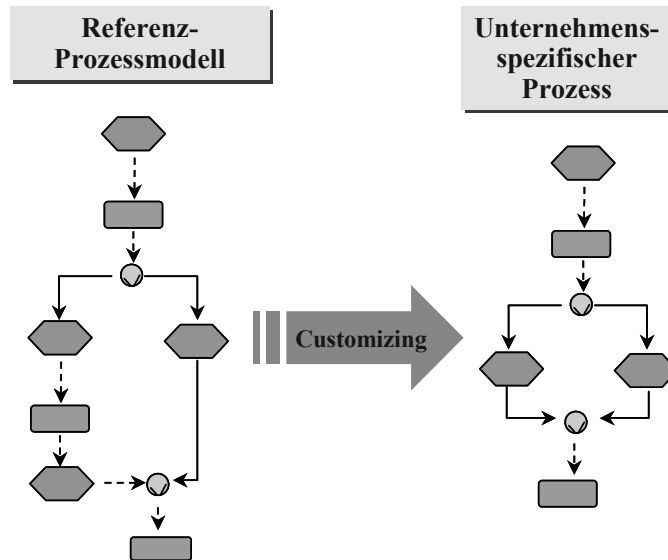 Referenz-
Prozessmodell
Unternehmens-
spezifischer
Prozess
Customizing